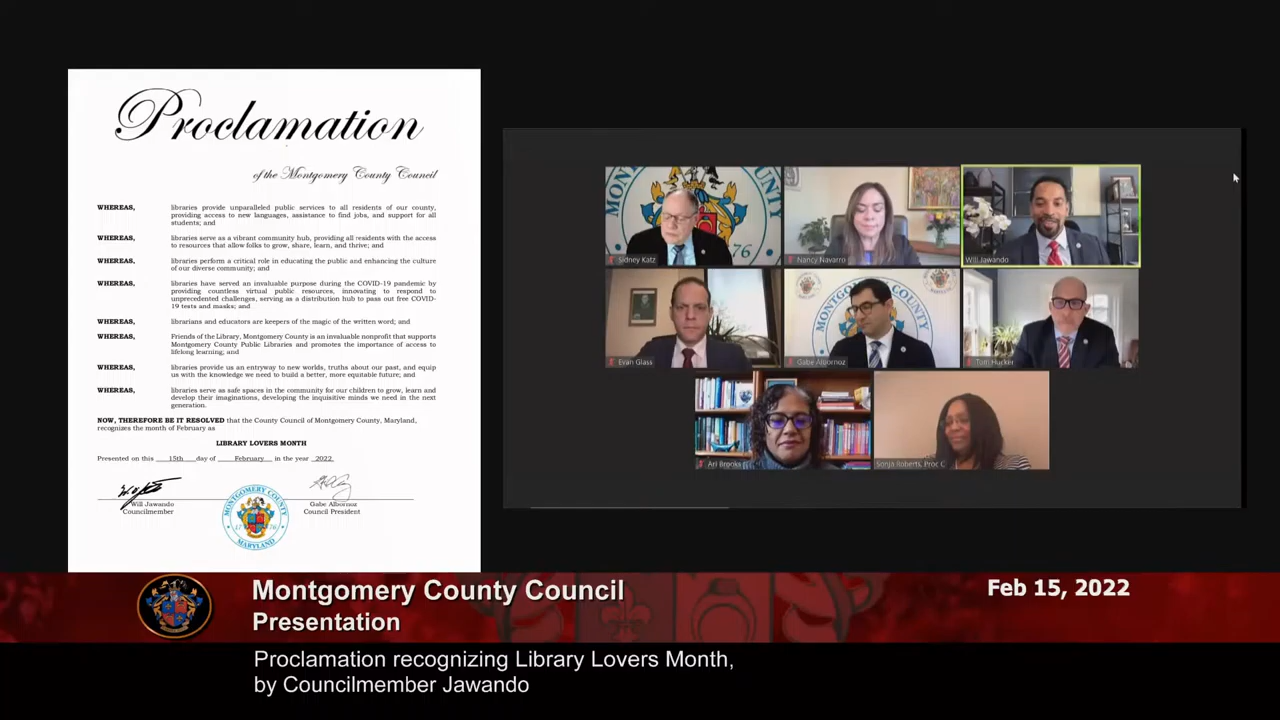 Proclamation
of the Montgomery County Council
WHEREAS, libraries provide unparalleled public services to all residents of our county,
providing access to new languages, assistance to find jobs, and support for all
students; and
WHEREAS, libraries serve as a vibrant community hub, providing all residents with the access
to resources that allow folks to grow, share, learn, and thrive; and
WHEREAS, libraries perform a critical role in educating the public and enhancing the culture
of our diverse community; and
WHEREAS, libraries have served an invaluable purpose during the COVID-19 pandemic by
providing countless virtual public resources, innovating to respond to
unprecedented challenges, serving as a distribution hub to pass out free COVID-
19 tests and masks; and
WHEREAS, librarians and educators are keepers of the magic of the written word; and
WHEREAS, Friends of the Library, Montgomery County is an invaluable nonprofit that supports
Montgomery County Public Libraries and promotes the importance of access to
lifelong learning, and
WHEREAS, libraries provide us an entryway to new worlds, truths about our past, and equip
us with the knowledge we need to build a better, more equitable future; and
WHEREAS, libraries serve as safe spaces in the community for our children to grow, learn and
develop their imaginations, developing the inquisitive minds we need in the next
generation.
NOW, THEREFORE BE IT RESOLVED that the County Council of Montgomery County, Maryland,
recognizes the month of February as
LIBRARY LOVERS MONTH
Presented on this 15th day of February in the year 2022
Will Jawando
Councilmember
MONTGOMERY COUNTY
17 76
MARYLAND
Gabe Albornoz
Council President
Sidney Katz
Nancy Navarro
Will Jawando
Evan Glass
Gabe Albornoz
Tom Hucker
Ari Brooks
Sonja Roberts, Proc C
Montgomery County Council
Presentation
Feb 15, 2022
Proclamation recognizing Library Lovers Month,
by Councilmember Jawando